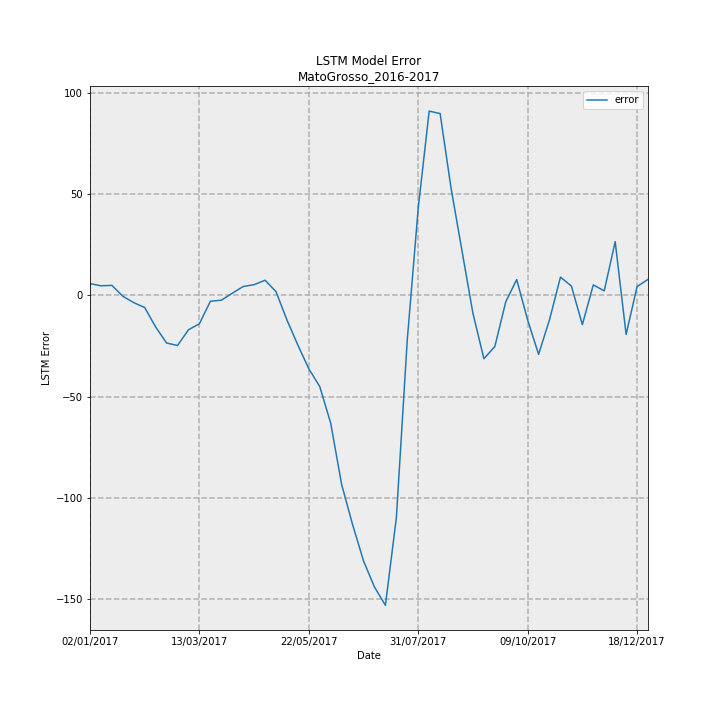 LSTM Model Error
MatoGrosso_2016-2017
error
100
50
0
−50
−100
−150
LSTM Error
02/01/2017 13/03/2017 22/05/2017 31/07/2017 09/10/2017 18/12/2017
Date